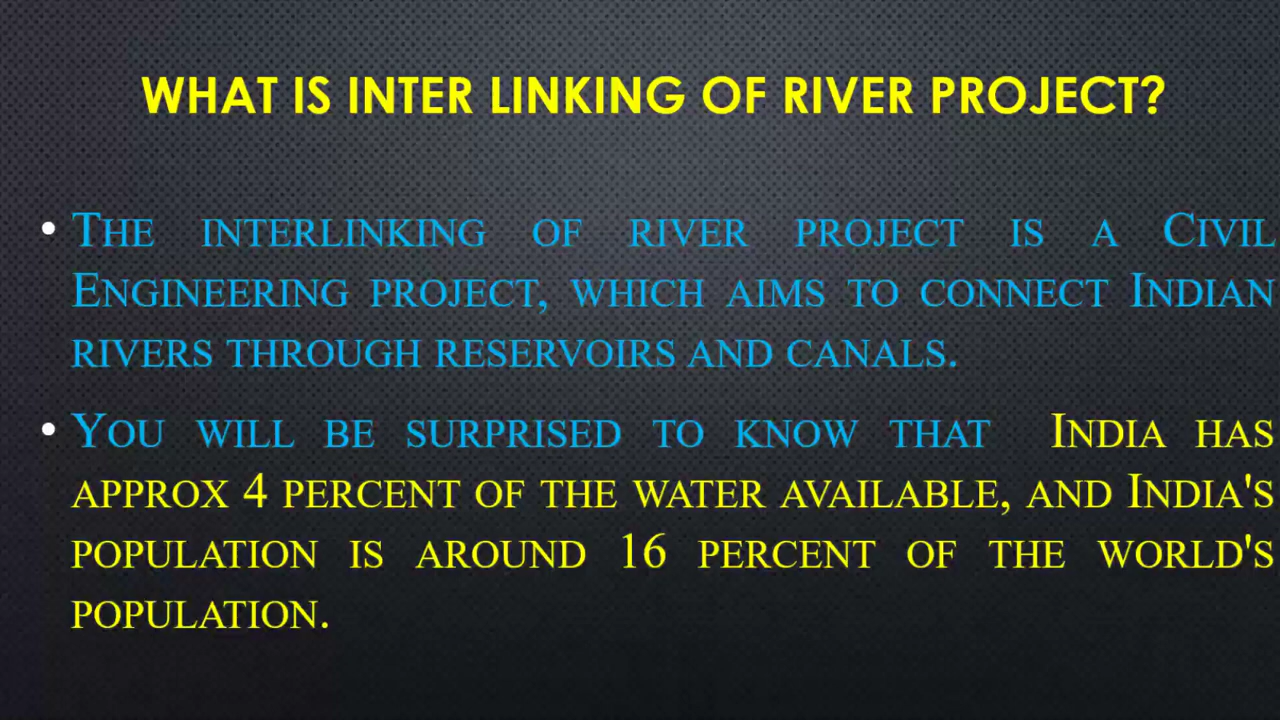 WHAT IS INTER LINKING OF RIVER PROJECT?
• THE INTERLINKING OF RIVER PROJECT IS A CIVIL
ENGINEERING PROJECT, WHICH AIMS TO CONNECT INDIAN
RIVERS THROUGH RESERVOIRS AND CANALS.
• YOU WILL BE SURPRISED TO KNOW THAT INDIA HAS
APPROX 4 PERCENT OF THE WATER AVAILABLE, AND INDIA'S
POPULATION IS AROUND 16 PERCENT OF THE WORLD'S
POPULATION.